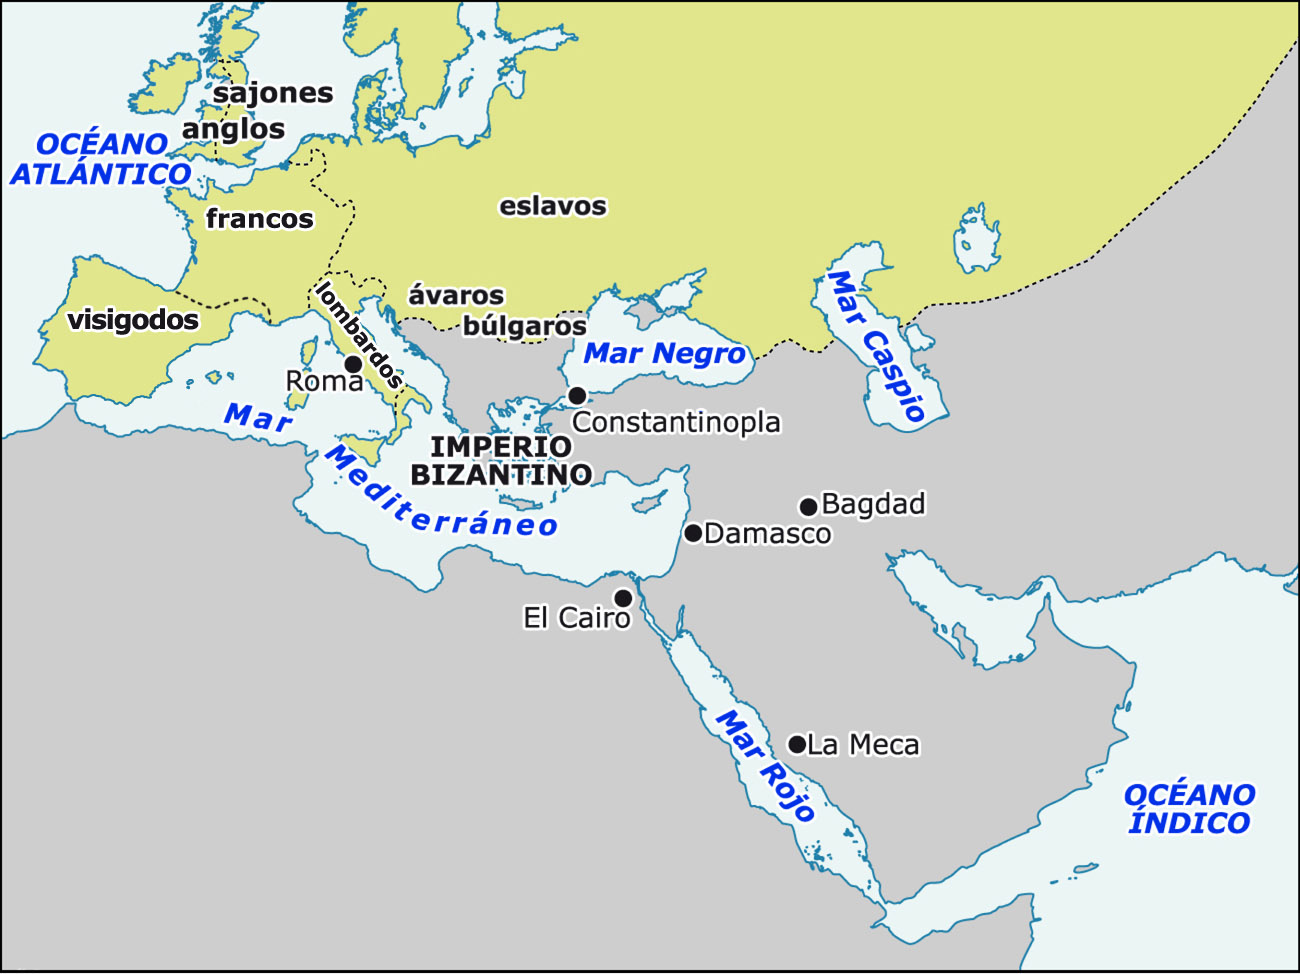 sajones
anglos
OCÉANO
ATLÁNTICO
francos
eslavos
visigodos
lombardos
ávaros
búlgaros
Mar Negro
Mar Caspio
Roma
Constantinopla
Mar
Mediterráneo
IMPERIO
BIZANTINO
Bagdad
Damasco
El Cairo
La Meca
Mar Rojo
OCÉANO
ÍNDICO